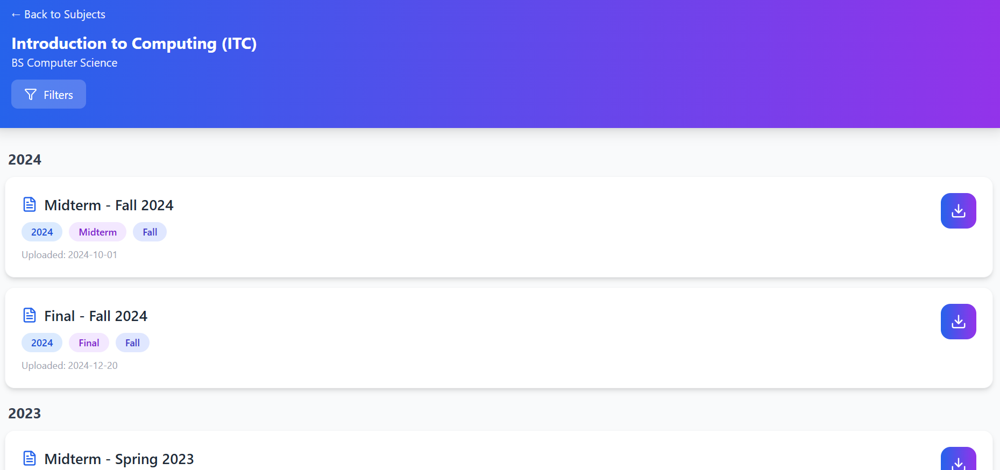 ← Back to Subjects
Introduction to Computing (ITC)
BS Computer Science
Filters
2024
Midterm - Fall 2024
2024 Midterm Fall
Uploaded: 2024-10-01
Final - Fall 2024
2024 Final Fall
Uploaded: 2024-12-20
2023
Midterm - Spring 2023